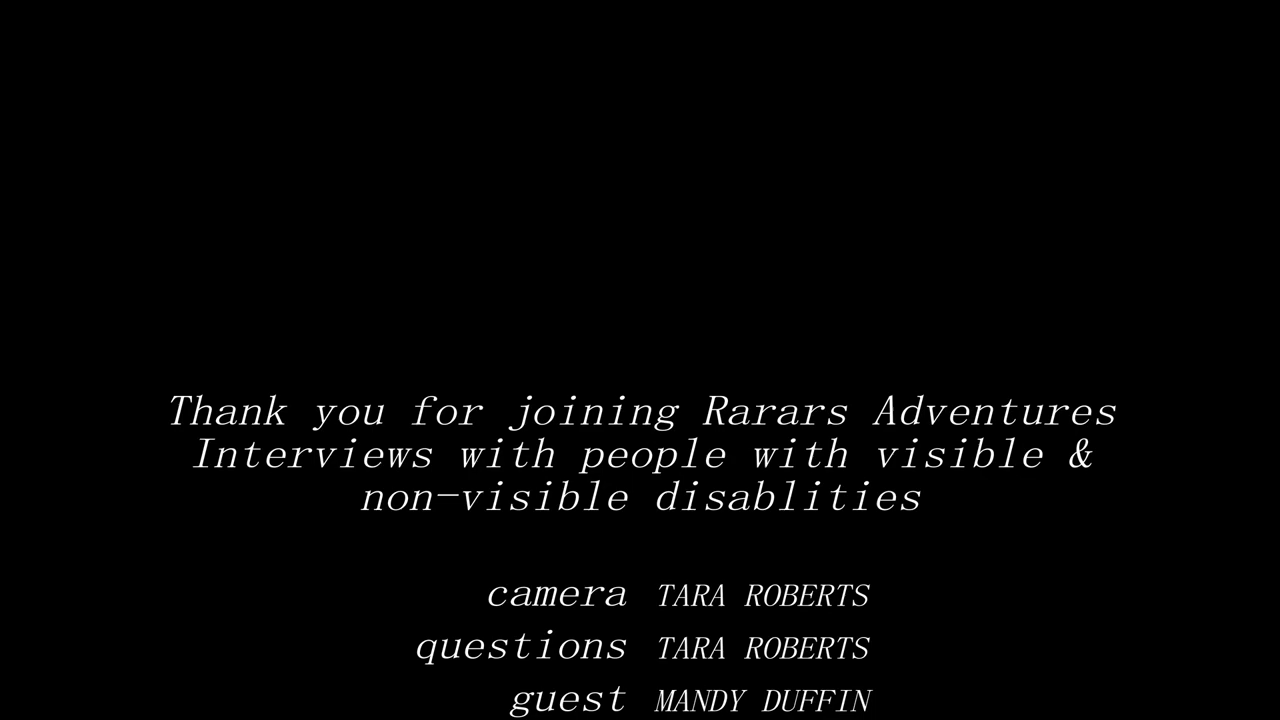 Thank you for joining Rarars Adventures
Interviews with people with visible &
non-visible disablities
camera TARA ROBERTS
questions TARA ROBERTS
guest MANDY DUFFIN